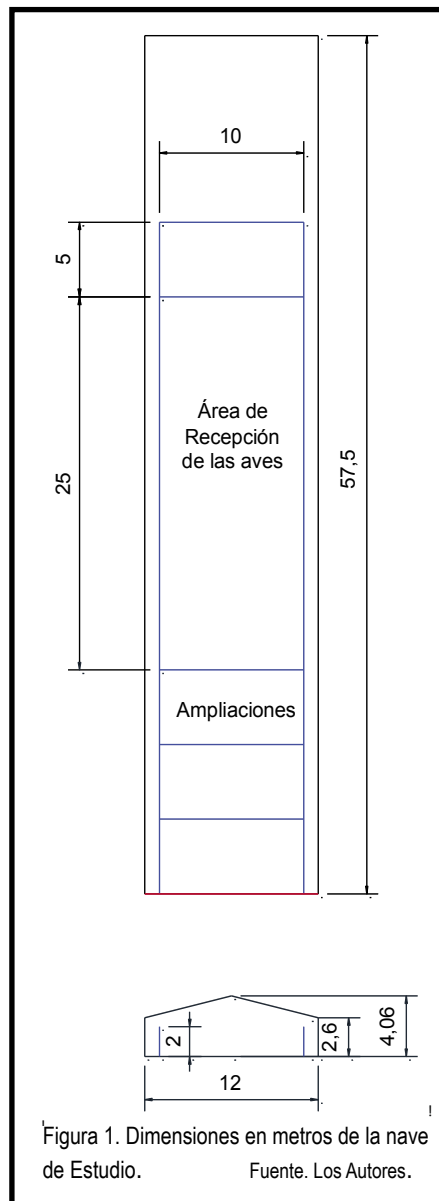 10
5
Área de
Recepción
de las aves
25
57,5
Ampliaciones
2
2,6
4,06
12
Figura 1. Dimensiones en metros de la nave
de Estudio. Fuente. Los Autores.